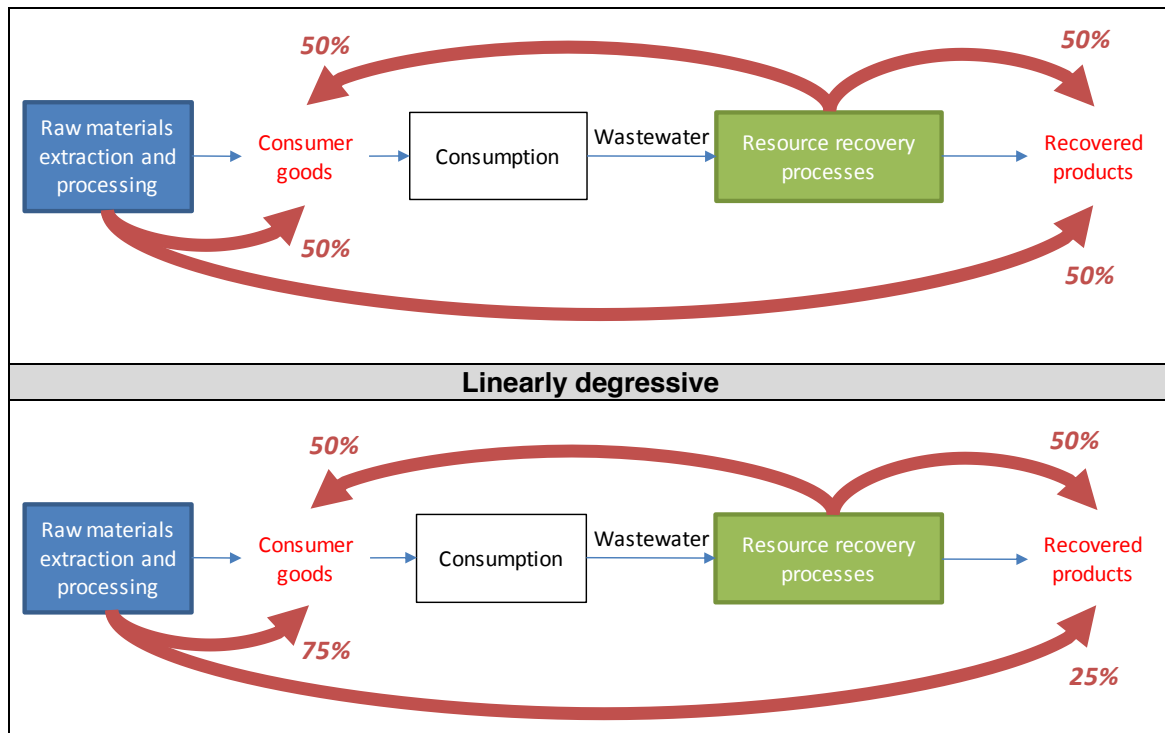 50%
50%
Raw materials
extraction and
processing
Consumer
goods
Consumption
Wastewater
Resource recovery
processes
Recovered
products
50%
50%
Linearly degressive
50%
50%
Raw materials
extraction and
processing
Consumer
goods
Consumption
Wastewater
Resource recovery
processes
Recovered
products
75%
25%